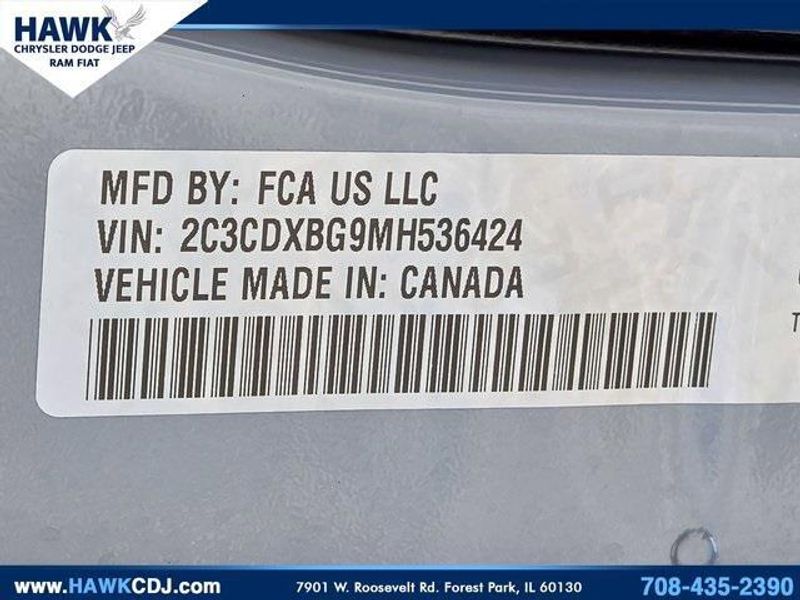 HAWK
CHRYSLER DODGE JEEP
RAM FIAT
MFD BY: FCA US LLC
VIN: 2C3CDXBG9MH536424
VEHICLE MADE IN: CANADA
T
www.HAWKCDJ.com
7901 W. Roosevelt Rd. Forest Park, IL 60130
708-435-2390